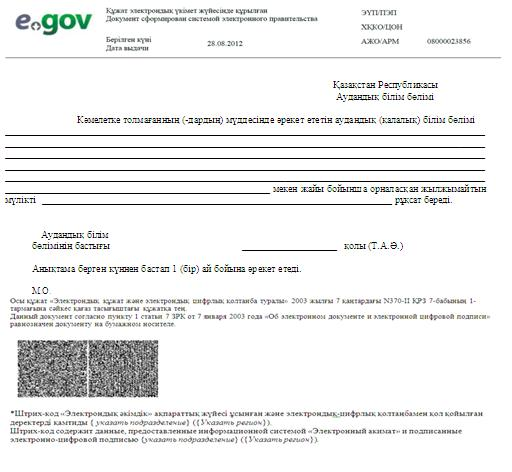 e.gov
Құжат электрондық үкімет жүйесінде құрылған
Документ сформирован системой электронного правительства
Берілген күні
Дата выдачи
28.08.2012
ЭҮП/ПЭП
ХҚКО/ЦОН
АЖО/АРМ 08000023856
Қазақстан Республикасы
Аудандық білім бөлімі
Кәмелетке толмағанның (-дардың) мүддесінде әрекет ететін аудандық (қалалық) білім бөлімі
мекен жайы бойынша орналасқан жылжымайтын
мүлікті рұқсат береді.
Аудандық білім
бөлімінің бастығы қолы (Т.А.Ә.)
Анықтама берген күннен бастап 1 (бір) ай бойына әрекет етеді.
М.О.
Осы құжат «Электрондық құжат және электрондық цифрлық қолтаңба туралы» 2003 жылғы 7 қаңтардағы N370-II ҚРЗ 7-бабының 1-
тармағына сәйкес қағаз тасығыштағы құжатқа тең.
Данный документ согласно пункту 1 статьи 7 ЗРК от 7 января 2003 года «Об электронном документе и электронной цифровой подписи»
равнозначен документу на бумажном носителе.
*Штрих-код «Электрондық әкімдік» ақпараттық жүйесі ұсынған және электрондық-цифрлық қолтаңбамен қол қойылған
деректерді қамтиды { указать подразделение} ({Указать регион}).
Штрих-код содержит данные, предоставленные информационной системой «Электронный акимат» и подписанные
электронно-цифровой подписью {указать подразделение} ({Указать регион}).